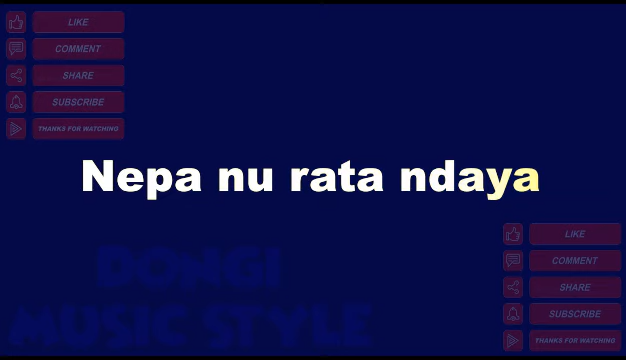 LIKE
COMMENT
SHARE
SUBSCRIBE
THANKS FOR WATCHING
Nepa nu rata ndaya
LIKE
COMMENT
SHARE
SUBSCRIBE
THANKS FOR WATCHING
DONGI
MUSIC STYLE